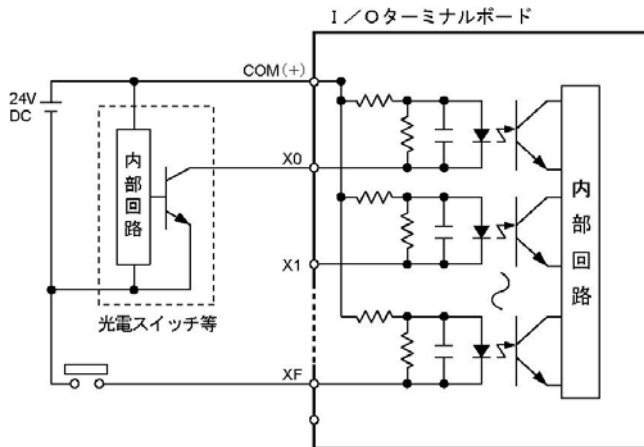 I／Oターミナルボード
COM(+)
24V
DC
内部回路
X0
X1
光電スイッチ等
XF
内部回路